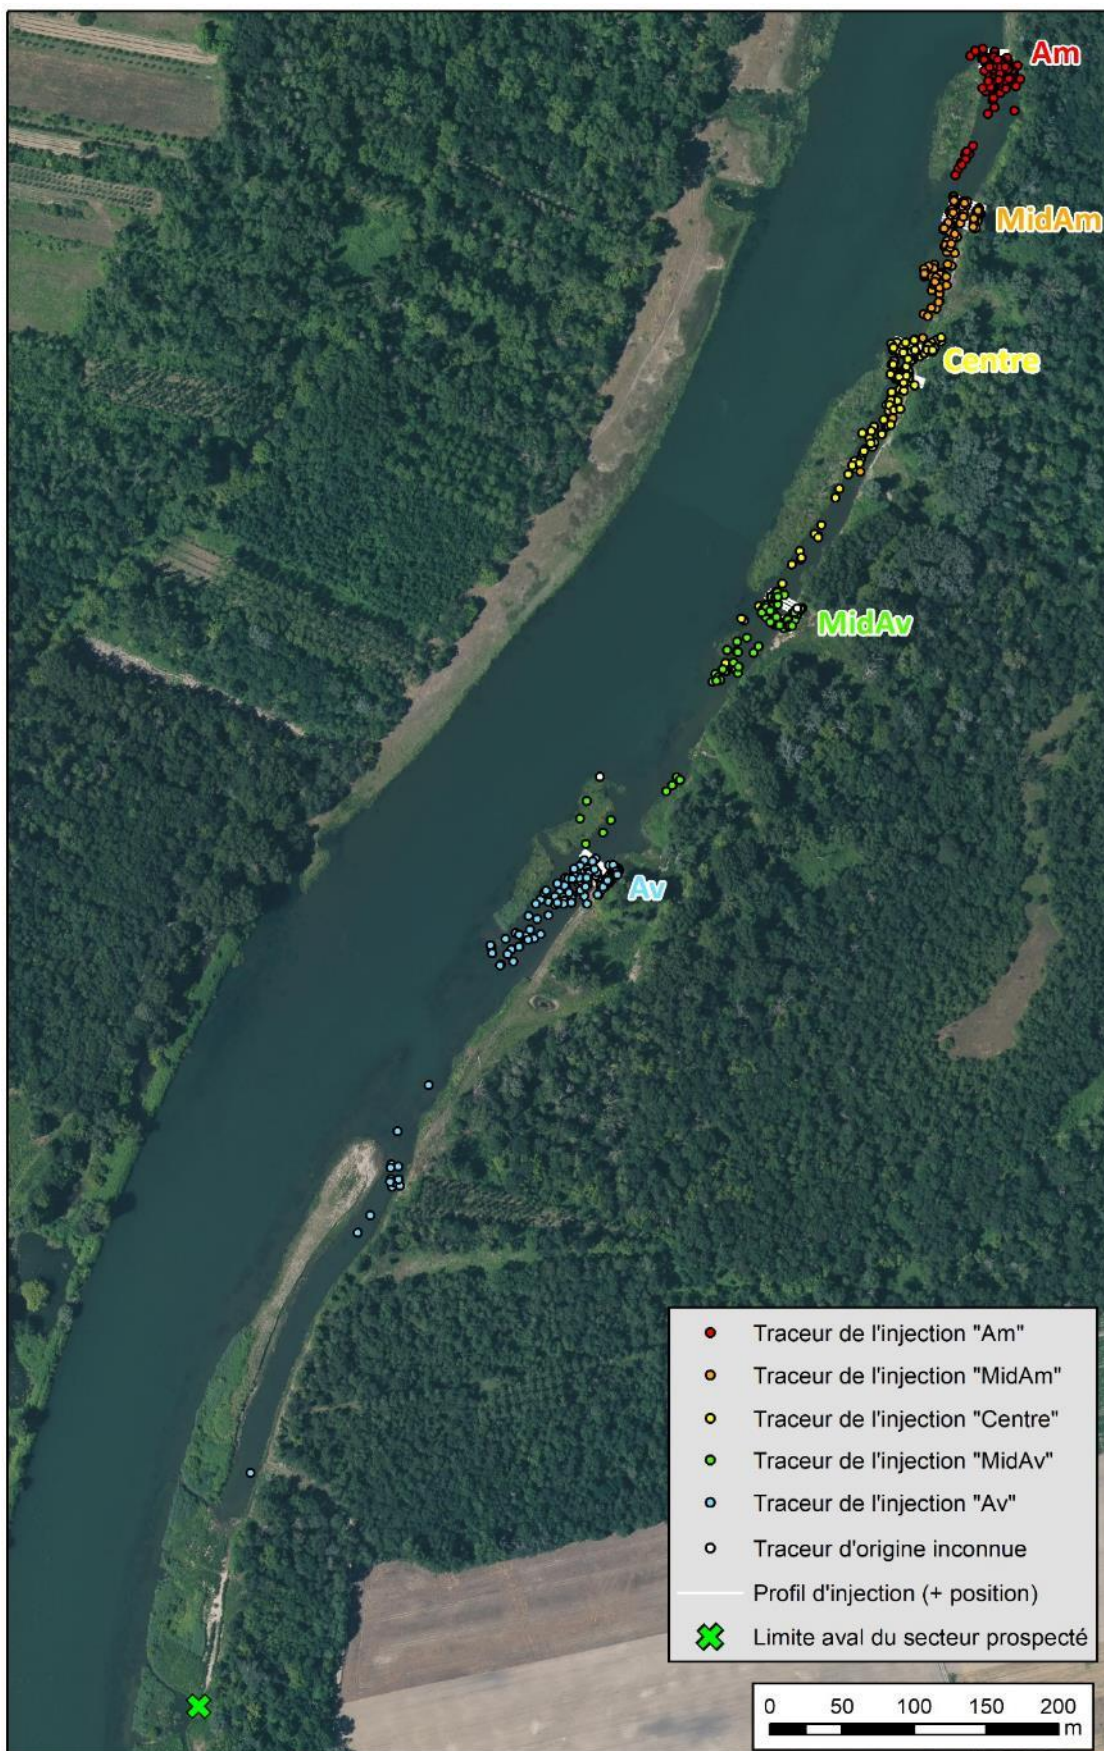 Am
MidAm
Centre
MidAv
Av
Traceur de l'injection "Am"
Traceur de l'injection "MidAm"
Traceur de l'injection "Centre"
Traceur de l'injection "MidAv"
Traceur de l'injection "Av"
Traceur d'origine inconnue
Profil d'injection (+ position)
Limite aval du secteur prospecté
0 50 100 150 200
m